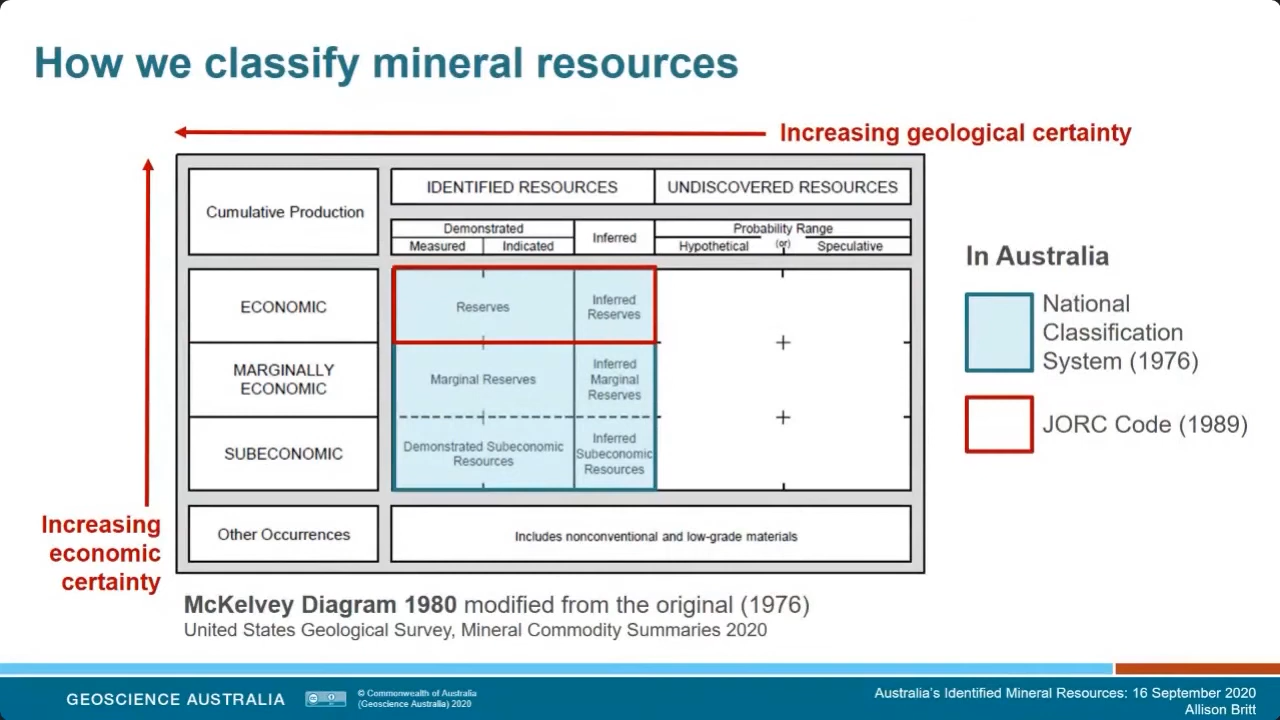 How we classify mineral resources
Increasing geological certainty
Cumulative Production
IDENTIFIED RESOURCES
UNDISCOVERED RESOURCES
Demonstrated
Measured
Indicated
Inferred
Probability Range
Hypothetical
(or)
Speculative
ECONOMIC
Reserves
Inferred
Reserves
MARGINALLY
ECONOMIC
Marginal Reserves
Inferred
Marginal
Reserves
SUBECONOMIC
Demonstrated Subeconomic
Resources
Inferred
Subeconomic
Resources
Other Occurrences
Includes nonconventional and low-grade materials
Increasing
economic
certainty
In Australia
National
Classification
System (1976)
JORC Code (1989)
McKelvey Diagram 1980 modified from the original (1976)
United States Geological Survey, Mineral Commodity Summaries 2020
GEOSCIENCE AUSTRALIA
© Commonwealth of Australia
(Geoscience Australia) 2020
Australia's Identified Mineral Resources: 16 September 2020
Allison Britt